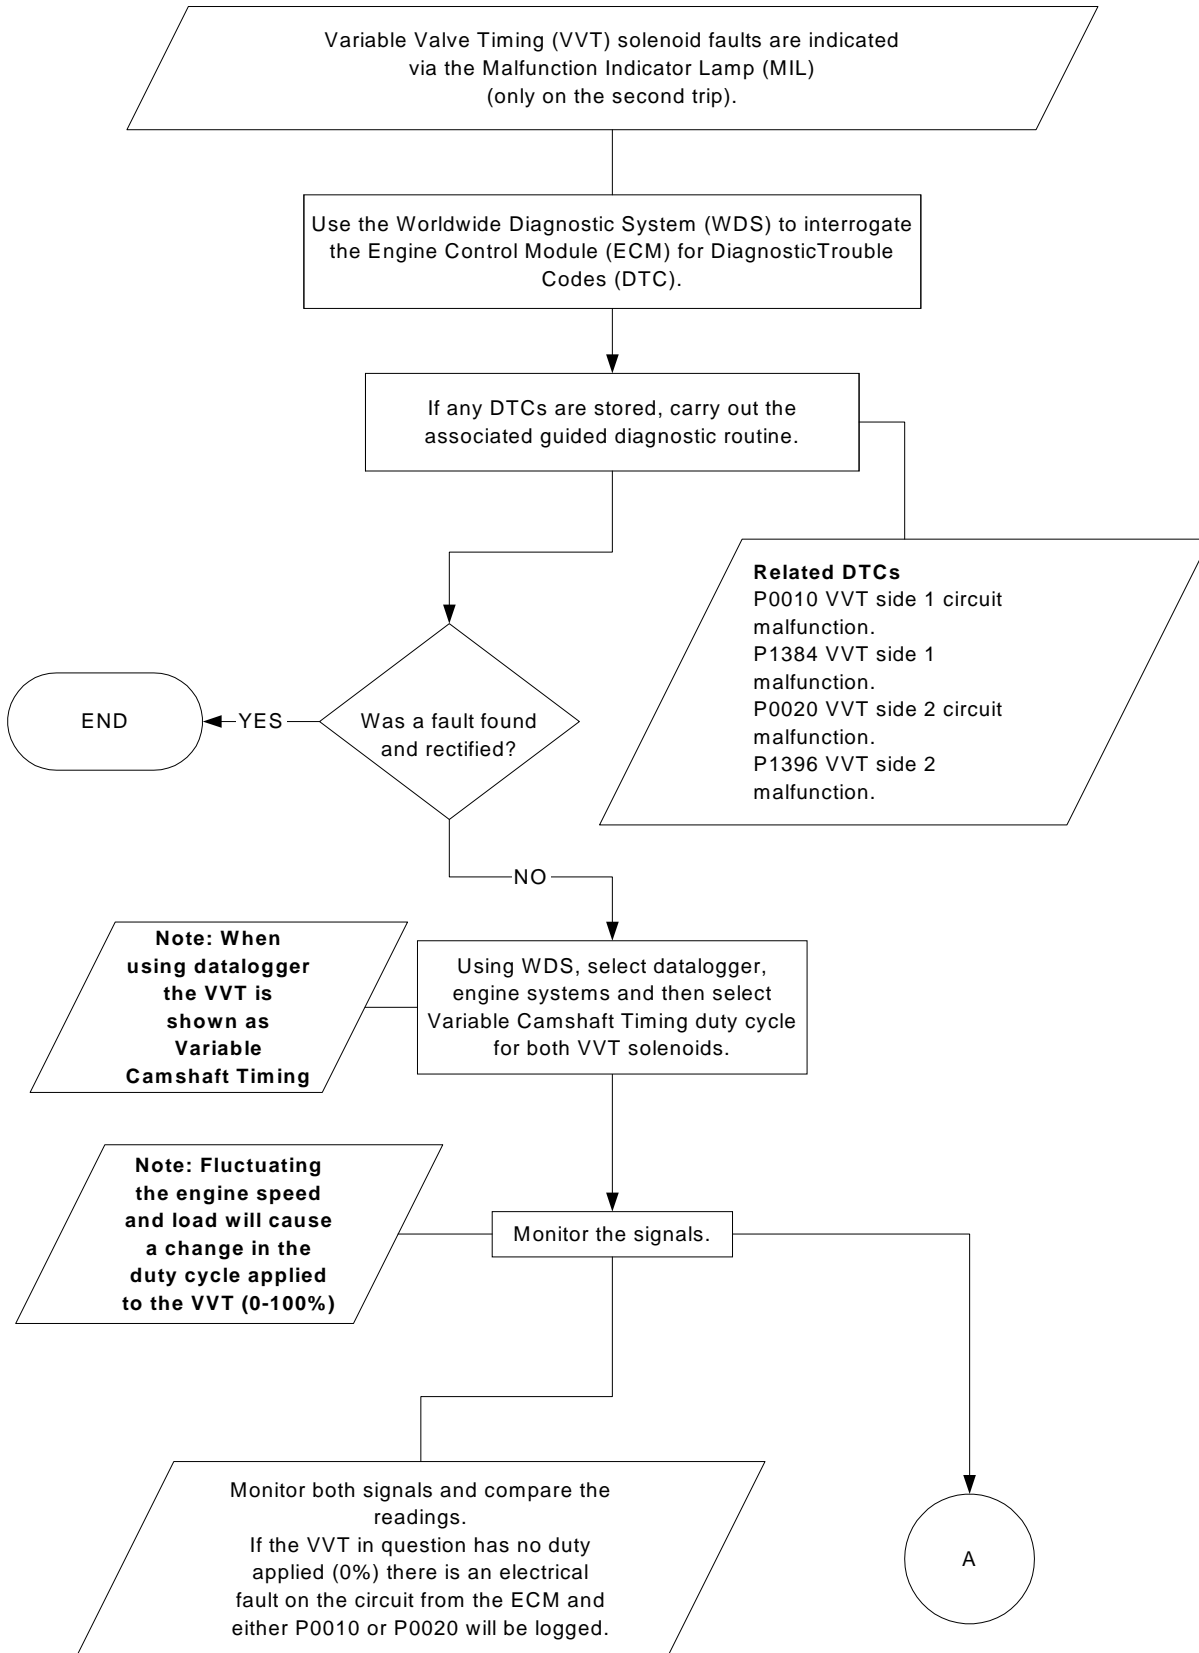 Variable Valve Timing (VVT) solenoid faults are indicated
via the Malfunction Indicator Lamp (MIL)
(only on the second trip).
Use the Worldwide Diagnostic System (WDS) to interrogate
the Engine Control Module (ECM) for DiagnosticTrouble
Codes (DTC).
If any DTCs are stored, carry out the
associated guided diagnostic routine.
Related DTCs
P0010 VVT side 1 circuit
malfunction.
P1384 VVT side 1
malfunction.
P0020 VVT side 2 circuit
malfunction.
P1396 VVT side 2
malfunction.
END
YES
Was a fault found
and rectified?
NO
Note: When
using datalogger
the VVT is
shown as
Variable
Camshaft Timing
Using WDS, select datalogger,
engine systems and then select
Variable Camshaft Timing duty cycle
for both VVT solenoids.
Note: Fluctuating
the engine speed
and load will cause
a change in the
duty cycle applied
to the VVT (0-100%)
Monitor the signals.
Monitor both signals and compare the
readings.
If the VVT in question has no duty
applied (0%) there is an electrical
fault on the circuit from the ECM and
either P0010 or P0020 will be logged.
A